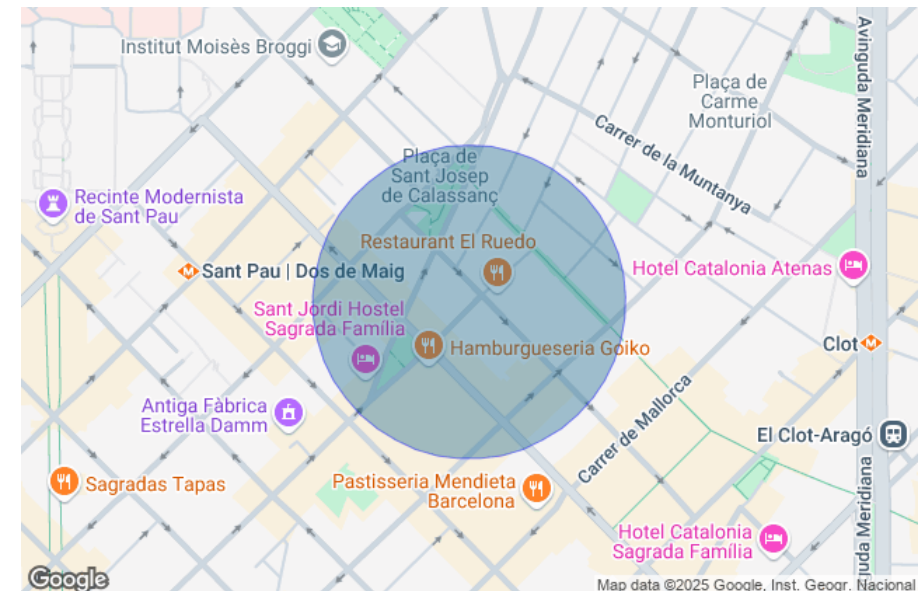 Institut Moisès Broggi
Avinguda Meridiana
Plaça de
Carme
Monturiol
Carrer de la Muntanya
Plaça de
Sant Josep
de Calassanç
Recinte Modernista
de Sant Pau
Restaurant El Ruedo
Sant Pau | Dos de Maig
Hotel Catalonia Atenas
Sant Jordi Hostel
Sagrada Família
Hamburgueseria Goiko
Clot
Carrer de Mallorca
Antiga Fàbrica
Estrella Damm
El Clot-Aragó
Sagradas Tapas
Pastisseria Mendieta
Barcelona
Avinguda Meridiana
Hotel Catalonia
Sagrada Família
Google
Map data ©2025 Google, Inst. Geogr. Nacional